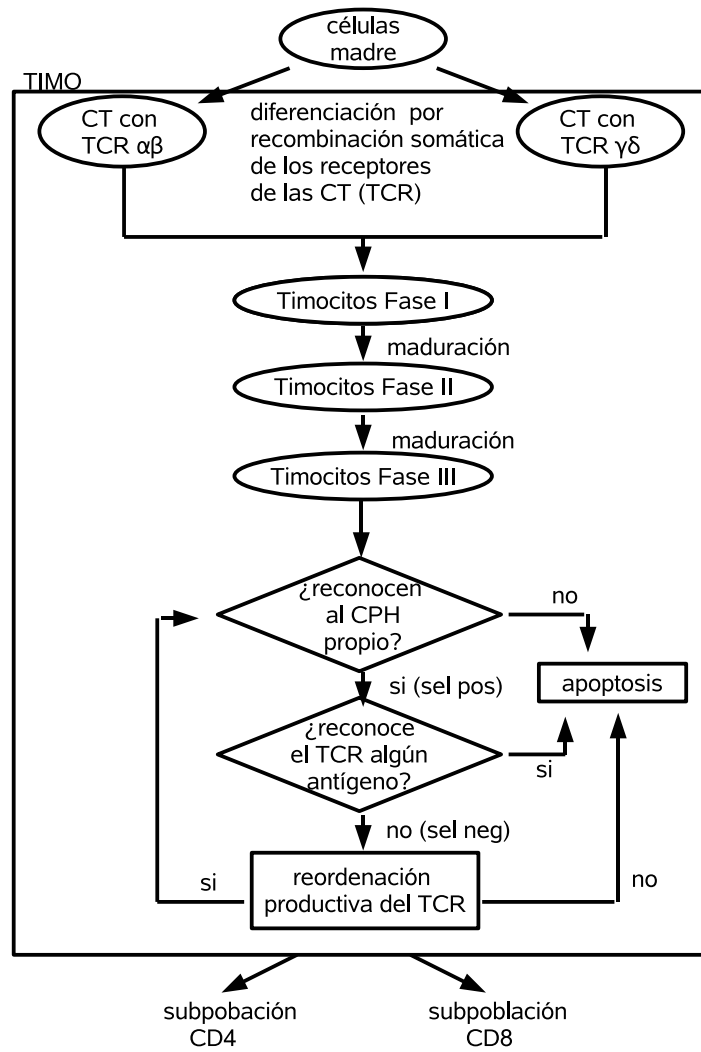 células
madre
TIMO
CT con
TCR αβ
diferenciación por
recombinación somática
de los receptores
de las CT (TCR)
CT con
TCR γδ
Timocitos Fase I
maduración
Timocitos Fase II
maduración
Timocitos Fase III
¿reconocen
al CPH
propio?
no
si (sel pos)
apoptosis
¿reconoce
el TCR algún
antígeno?
si
no (sel neg)
si
reordenación
productiva del TCR
no
subpobación
CD4
subpoblación
CD8